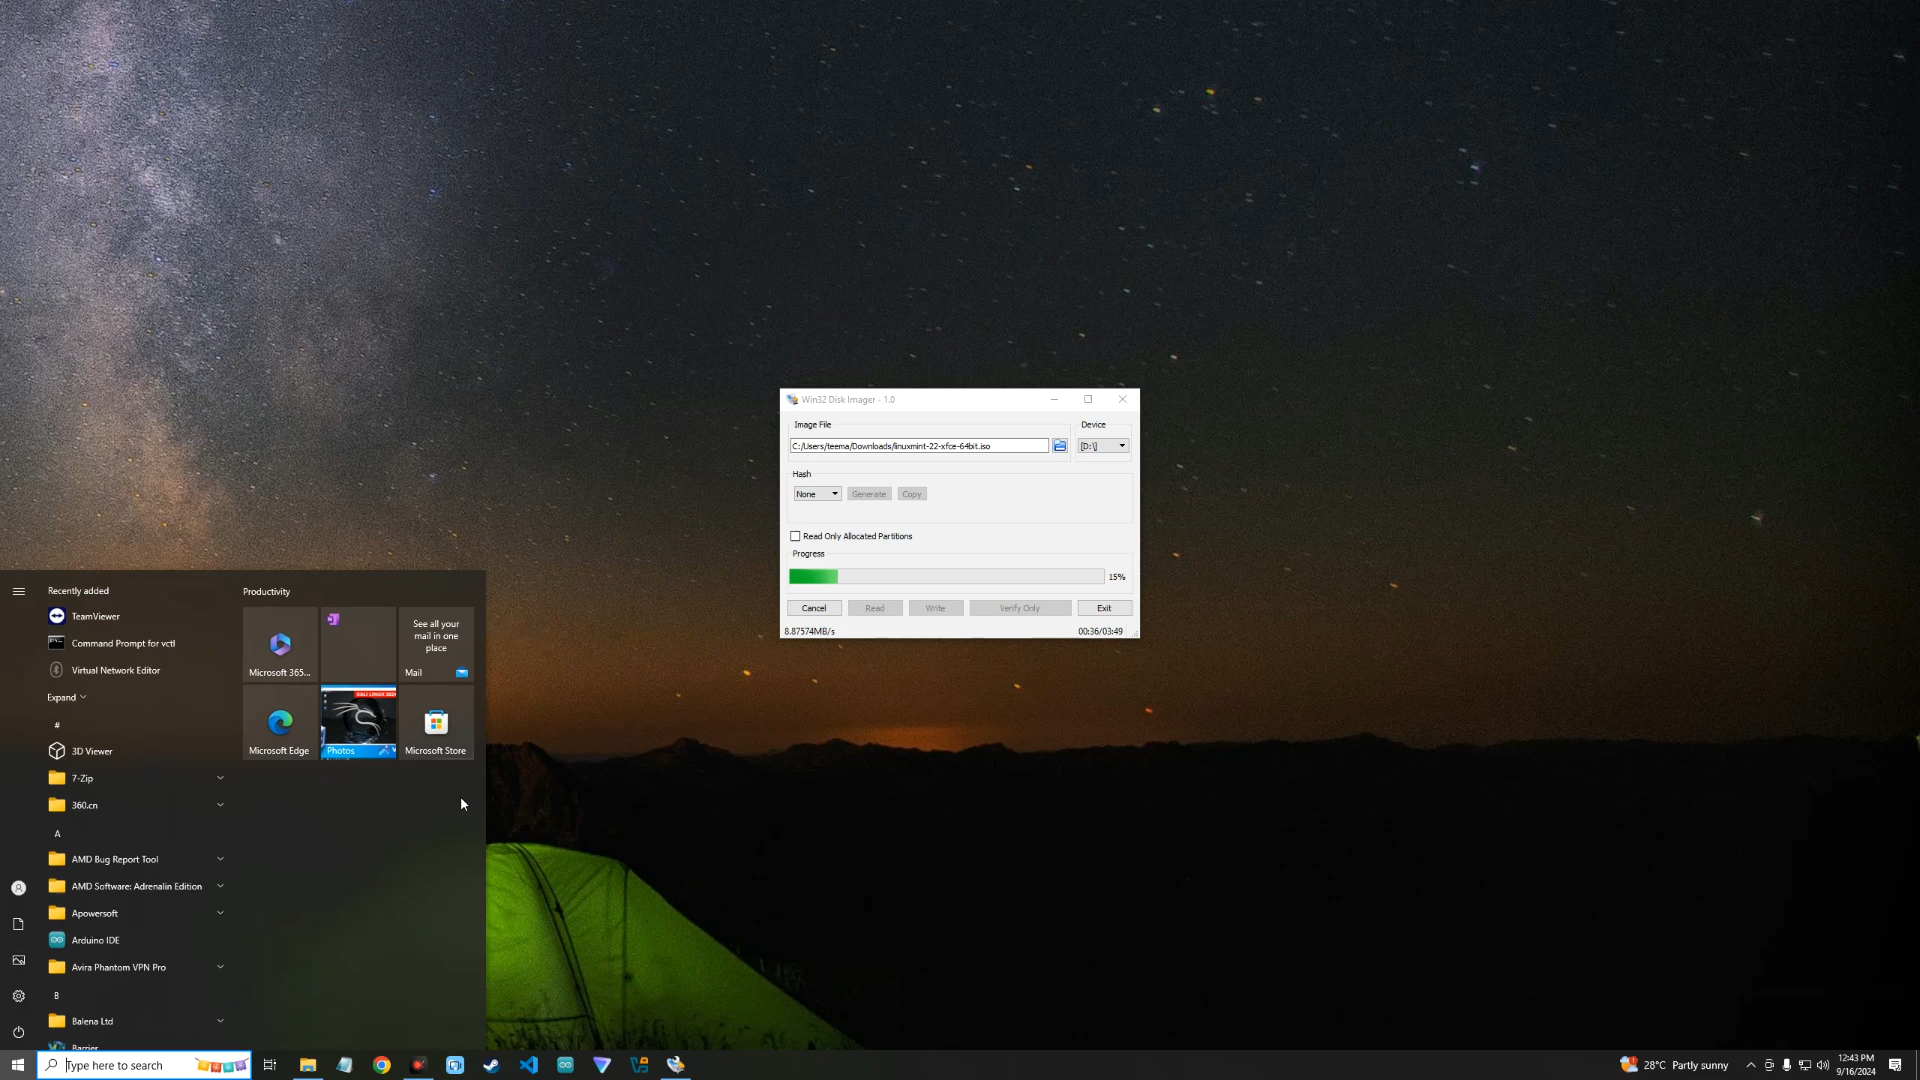 Win32 Disk Imager - 1.0
Image File
Device
C:/Users/teema/Downloads/linuxmint-22-xfce-64bit.iso
[D:\]
Hash
None
Generate
Copy
Read Only Allocated Partitions
Progress
15%
Cancel
Read
Write
Verify Only
Exit
8.87574MB/s
00:36/03:49
Recently added
TeamViewer
Command Prompt for vctl
Virtual Network Editor
Expand
#
3D Viewer
7-Zip
360.cn
A
AMD Bug Report Tool
AMD Software: Adrenalin Edition
Apowersoft
Arduino IDE
Avira Phantom VPN Pro
B
Balena Ltd
Barrier
Productivity
Microsoft 365...
See all your
mail in one
place
Mail
Microsoft Edge
KALI LINUX
Photos
Microsoft Store
Type here to search
28°C Partly sunny
12:43 PM
9/16/2024